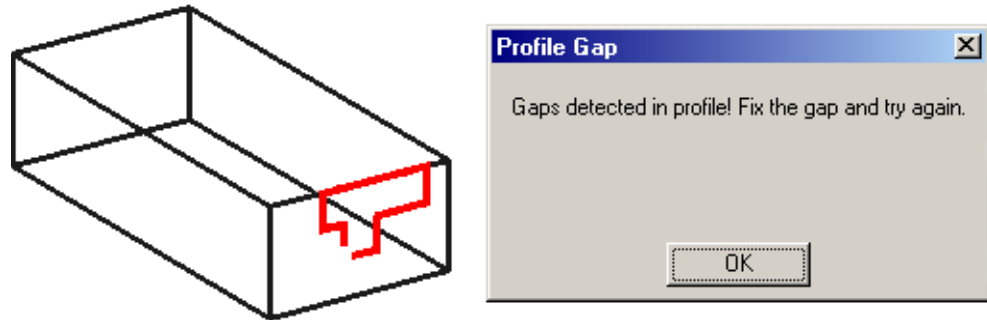 Profile Gap
Gaps detected in profile! Fix the gap and try again.
OK